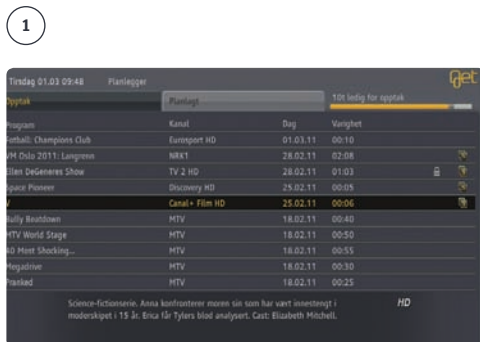 1
Tirsdag 01.03 09:48 Planlegger get
Opptak Planlagt 10t ledig for opptak
Program Kanal Dag Varighet
Fotball: Champions Club Eurosport HD 01.03.11 00:10
VM Oslo 2011: Langrenn NRK1 28.02.11 02:08
Ellen DeGeneres Show TV 2 HD 28.02.11 01:03
Space Pioneer Discovery HD 25.02.11 00:05
V Canal+ Film HD 25.02.11 00:06
Bully Beatdown MTV 18.02.11 00:40
MTV World Stage MTV 18.02.11 00:50
40 Most Shocking... MTV 18.02.11 00:55
Megadrive MTV 18.02.11 00:30
Pranked MTV 18.02.11 00:25
Science-fictionserie. Anna konfronterer moren sin som har vært innestengt i HD
moderskipet i 15 år. Erica får Tylers blod analysert. Cast: Elizabeth Mitchell.